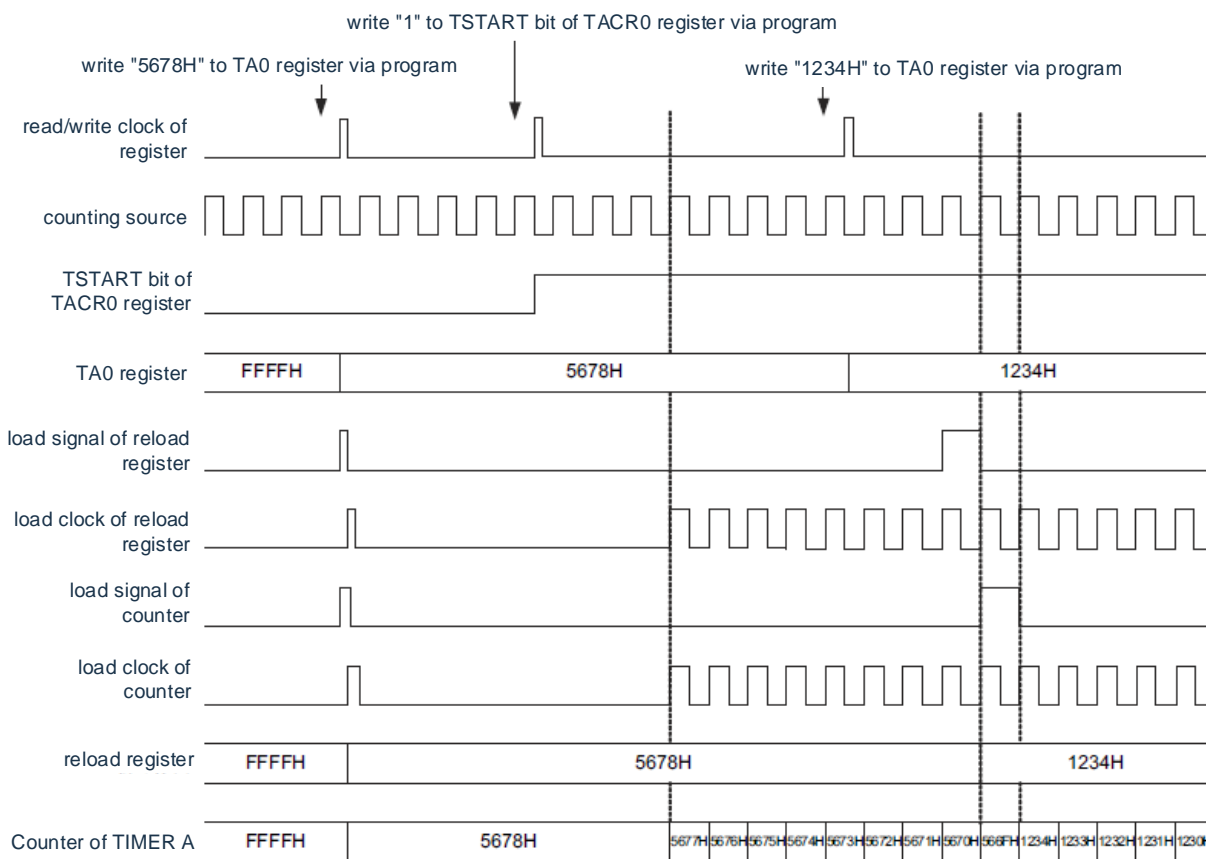 write "1" to TSTART bit of TACR0 register via program
write "5678H" to TA0 register via program
write "1234H" to TA0 register via program
read/write clock of
register
counting source
TSTART bit of
TACR0 register
TA0 register
FFFFH
5678H
1234H
load signal of reload
register
load clock of reload
register
load signal of
counter
load clock of
counter
reload register
FFFFH
5678H
1234H
Counter of TIMER A
FFFFH
5678H
5677H
5676H
5675H
5674H
5673H
5672H
5671H
5670H
566FH
1234H
1233H
1232H
1231H
1230H